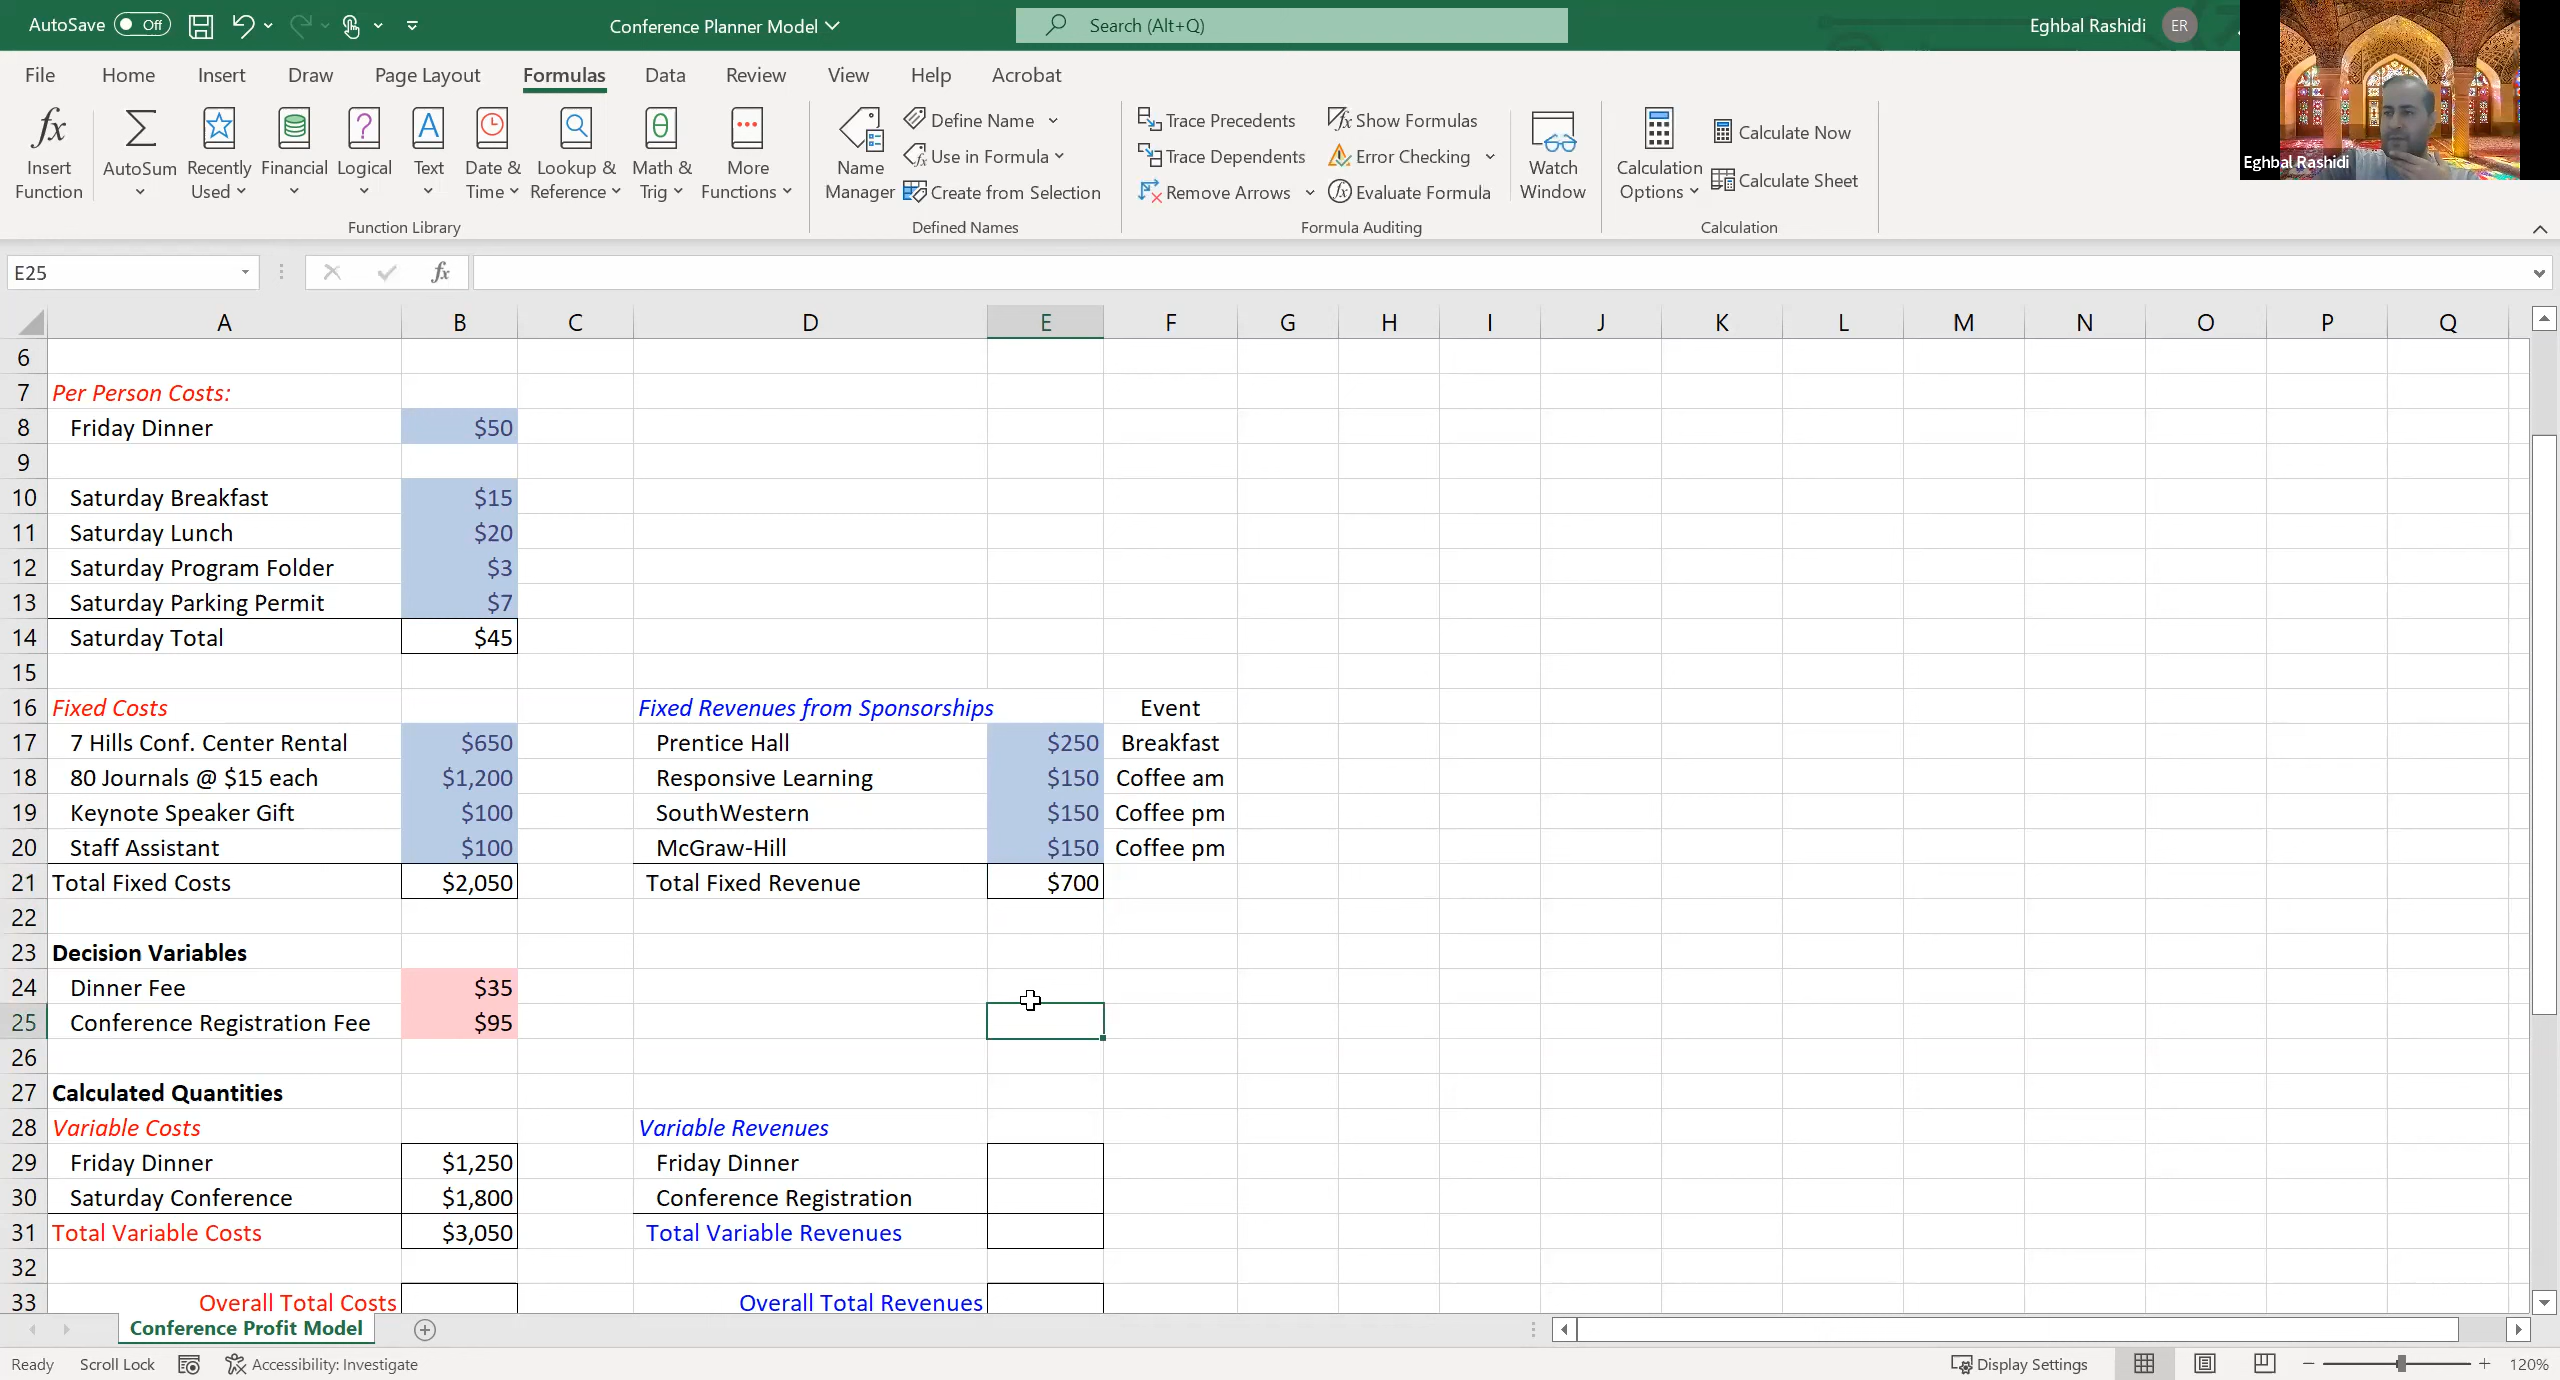 AutoSave Off Conference Planner Model Search (Alt+Q) Eghbal Rashidi ER
File Home Insert Draw Page Layout Formulas Data Review View Help Acrobat
Insert Function AutoSum Recently Used Financial Logical Text Date & Time Lookup & Reference Math & Trig More Functions
Function Library
Name Manager Define Name
Use in Formula
Create from Selection
Defined Names
Trace Precedents Show Formulas
Trace Dependents Error Checking
Remove Arrows Evaluate Formula
Formula Auditing
Watch Window
Calculation Options Calculate Now
Calculate Sheet
Calculation
Eghbal Rashidi
E25 fx
A B C D E F G H I J K L M N O P Q
6
7 Per Person Costs:
8 Friday Dinner $50
9
10 Saturday Breakfast $15
11 Saturday Lunch $20
12 Saturday Program Folder $3
13 Saturday Parking Permit $7
14 Saturday Total $45
15
16 Fixed Costs Fixed Revenues from Sponsorships Event
17 7 Hills Conf. Center Rental $650 Prentice Hall $250 Breakfast
18 80 Journals @ $15 each $1,200 Responsive Learning $150 Coffee am
19 Keynote Speaker Gift $100 SouthWestern $150 Coffee pm
20 Staff Assistant $100 McGraw-Hill $150 Coffee pm
21 Total Fixed Costs $2,050 Total Fixed Revenue $700
22
23 Decision Variables
24 Dinner Fee $35
25 Conference Registration Fee $95
26
27 Calculated Quantities
28 Variable Costs Variable Revenues
29 Friday Dinner $1,250 Friday Dinner
30 Saturday Conference $1,800 Conference Registration
31 Total Variable Costs $3,050 Total Variable Revenues
32
33 Overall Total Costs Overall Total Revenues
Conference Profit Model
Ready Scroll Lock Accessibility: Investigate Display Settings 120%